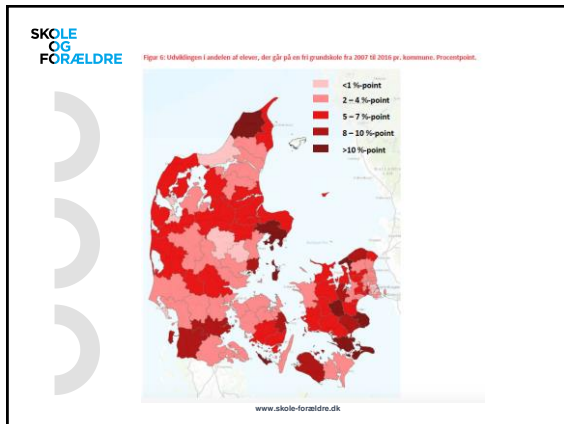 SKOLE
OG
FORÆLDRE
Figur 6: Udviklingen i andelen af elever, der går på en fri grundskole fra 2007 til 2016 pr. kommune. Procentpoint.
<1 %-point
2 – 4 %-point
5 – 7 %-point
8 – 10 %-point
>10 %-point
www.skole-forældre.dk